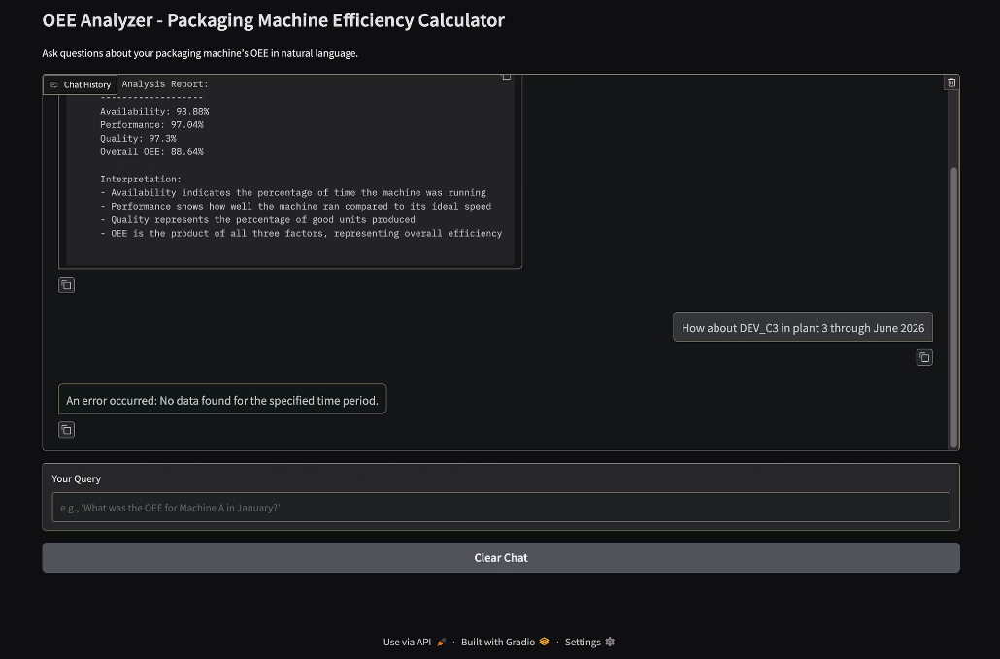 OEE Analyzer - Packaging Machine Efficiency Calculator
Ask questions about your packaging machine's OEE in natural language.
Chat History
Analysis Report:
------------------
Availability: 93.88%
Performance: 97.04%
Quality: 97.3%
Overall OEE: 88.64%
Interpretation:
- Availability indicates the percentage of time the machine was running
- Performance shows how well the machine ran compared to its ideal speed
- Quality represents the percentage of good units produced
- OEE is the product of all three factors, representing overall efficiency
How about DEV_C3 in plant 3 through June 2026
An error occurred: No data found for the specified time period.
Your Query
e.g., 'What was the OEE for Machine A in January?'
Clear Chat
Use via API · Built with Gradio · Settings